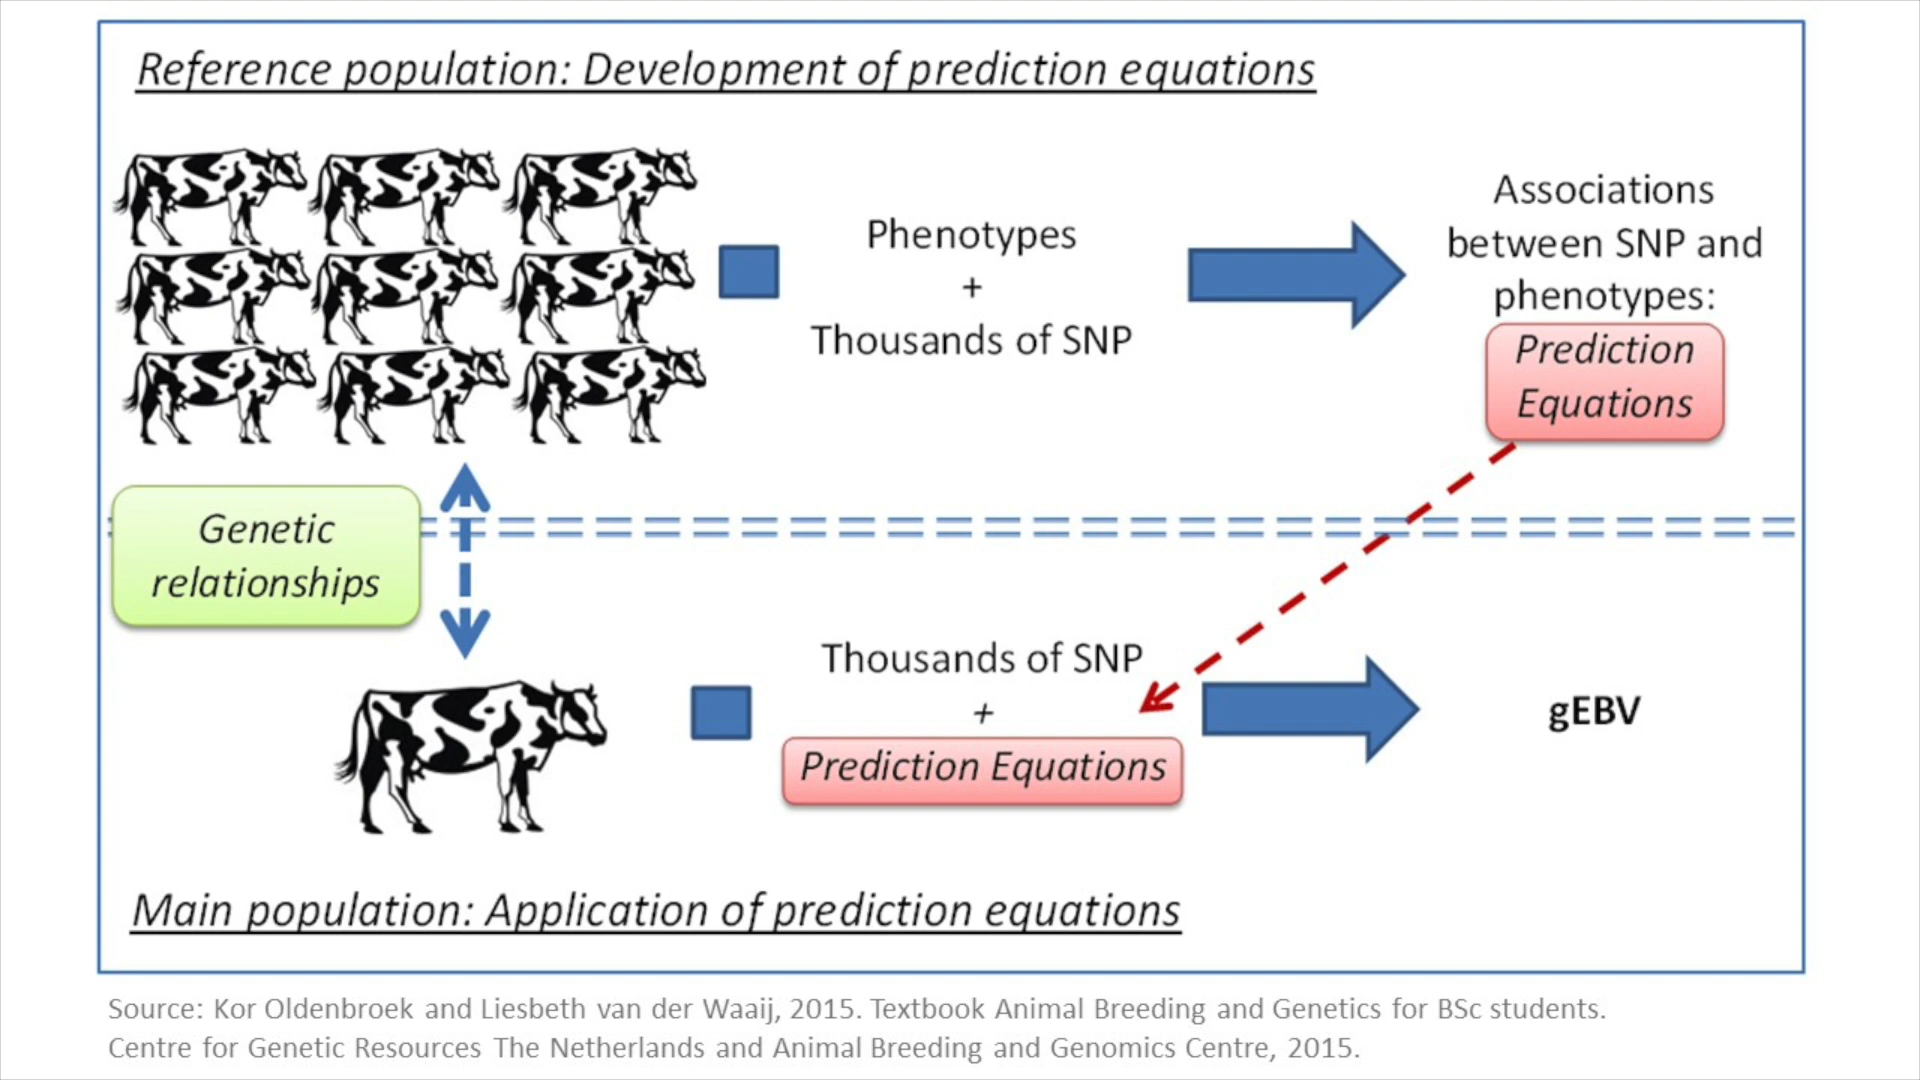 Reference population: Development of prediction equations
Phenotypes
+
Thousands of SNP
Associations
between SNP and
phenotypes:
Prediction
Equations
Genetic
relationships
Thousands of SNP
+
Prediction Equations
gEBV
Main population: Application of prediction equations
Source: Kor Oldenbroek and Liesbeth van der Waaij, 2015. Textbook Animal Breeding and Genetics for BSc students.
Centre for Genetic Resources The Netherlands and Animal Breeding and Genomics Centre, 2015.